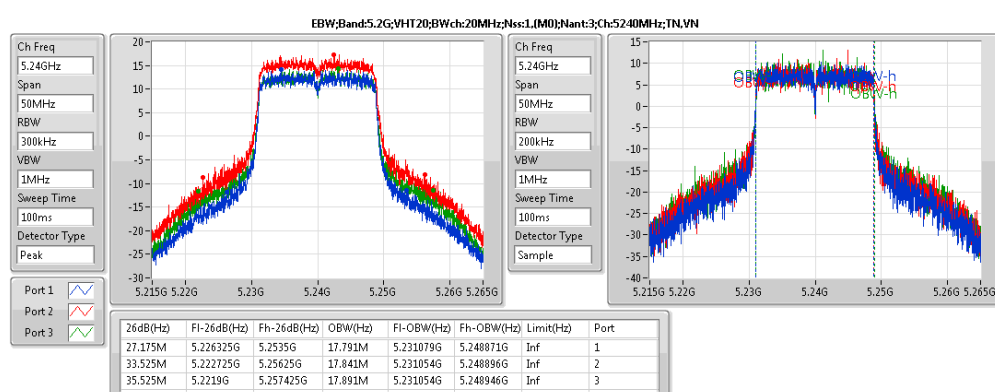 EBW;Band:5.2G;VHT20;BWch:20MHz;Nss:1,(M0);Nant:3;Ch:5240MHz;TN,VN
Ch Freq
5.24GHz
Span
50MHz
RBW
300kHz
VBW
1MHz
Sweep Time
100ms
Detector Type
Peak
20
15
10
5
0
-5
-10
-15
-20
-25
-30
5.215G 5.22G 5.23G 5.24G 5.25G 5.26G 5.265G
Ch Freq
5.24GHz
Span
50MHz
RBW
200kHz
VBW
1MHz
Sweep Time
100ms
Detector Type
Sample
15
10
5
0
-5
-10
-15
-20
-25
-30
-35
-40
OBW-h
5.215G 5.22G 5.23G 5.24G 5.25G 5.26G 5.265G
Port 1
Port 2
Port 3
26dB(Hz) Fl-26dB(Hz) Fh-26dB(Hz) OBW(Hz) Fl-OBW(Hz) Fh-OBW(Hz) Limit(Hz) Port
27.175M 5.226325G 5.2535G 17.791M 5.231079G 5.248871G Inf 1
33.525M 5.222725G 5.25625G 17.841M 5.231054G 5.248896G Inf 2
35.525M 5.2219G 5.257425G 17.891M 5.231054G 5.248946G Inf 3